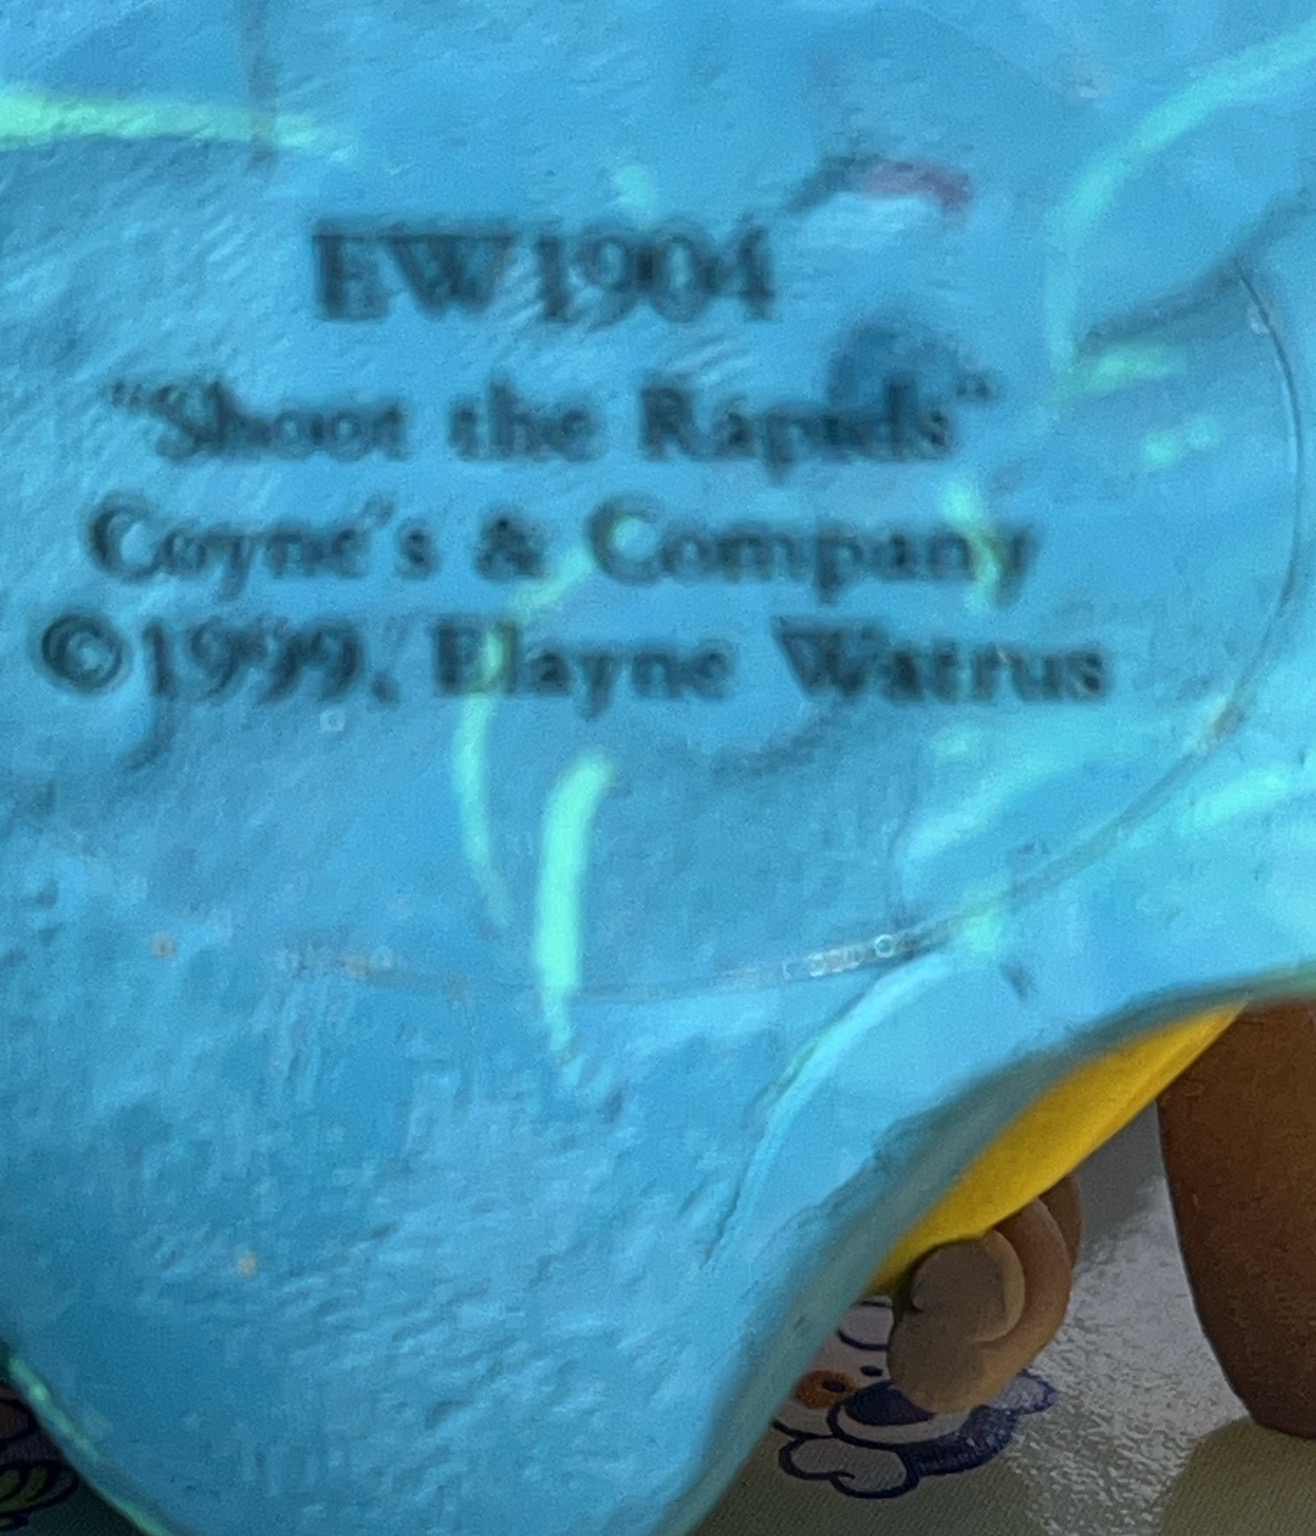 EW1904
"Shoot the Rapids"
Coyne's & Company
©1999, Elayne Watrus